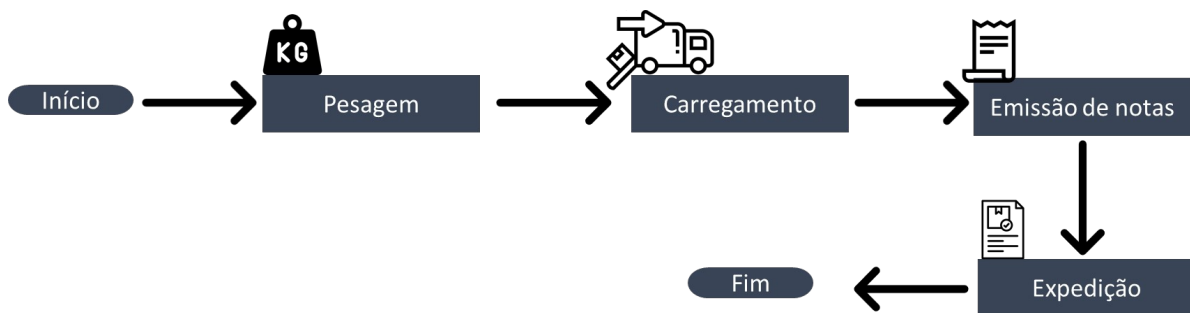 KG
Início
Pesagem
Carregamento
Emissão de notas
Expedição
Fim